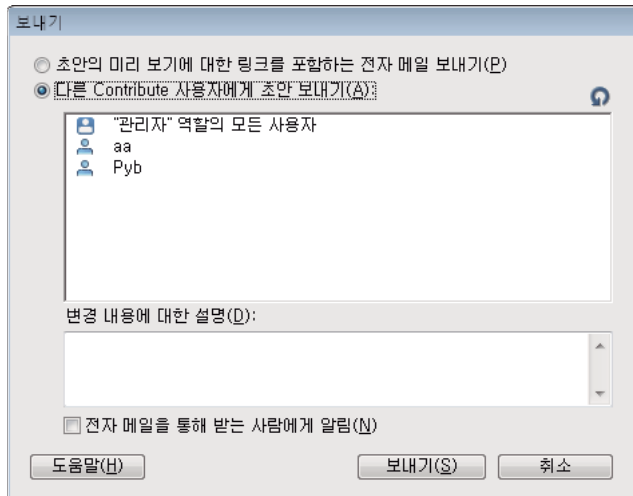 보내기
초안의 미리 보기에 대한 링크를 포함하는 전자 메일 보내기(P)
다른 Contribute 사용자에게 초안 보내기(A):
"관리자" 역할의 모든 사용자
aa
Pyb
변경 내용에 대한 설명(D):
전자 메일을 통해 받는 사람에게 알림(N)
도움말(H) 보내기(S) 취소